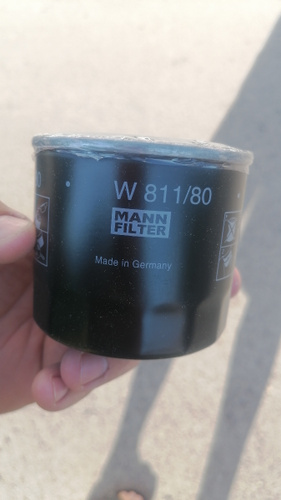 W 811/80
MANN
FILTER
Made in Germany